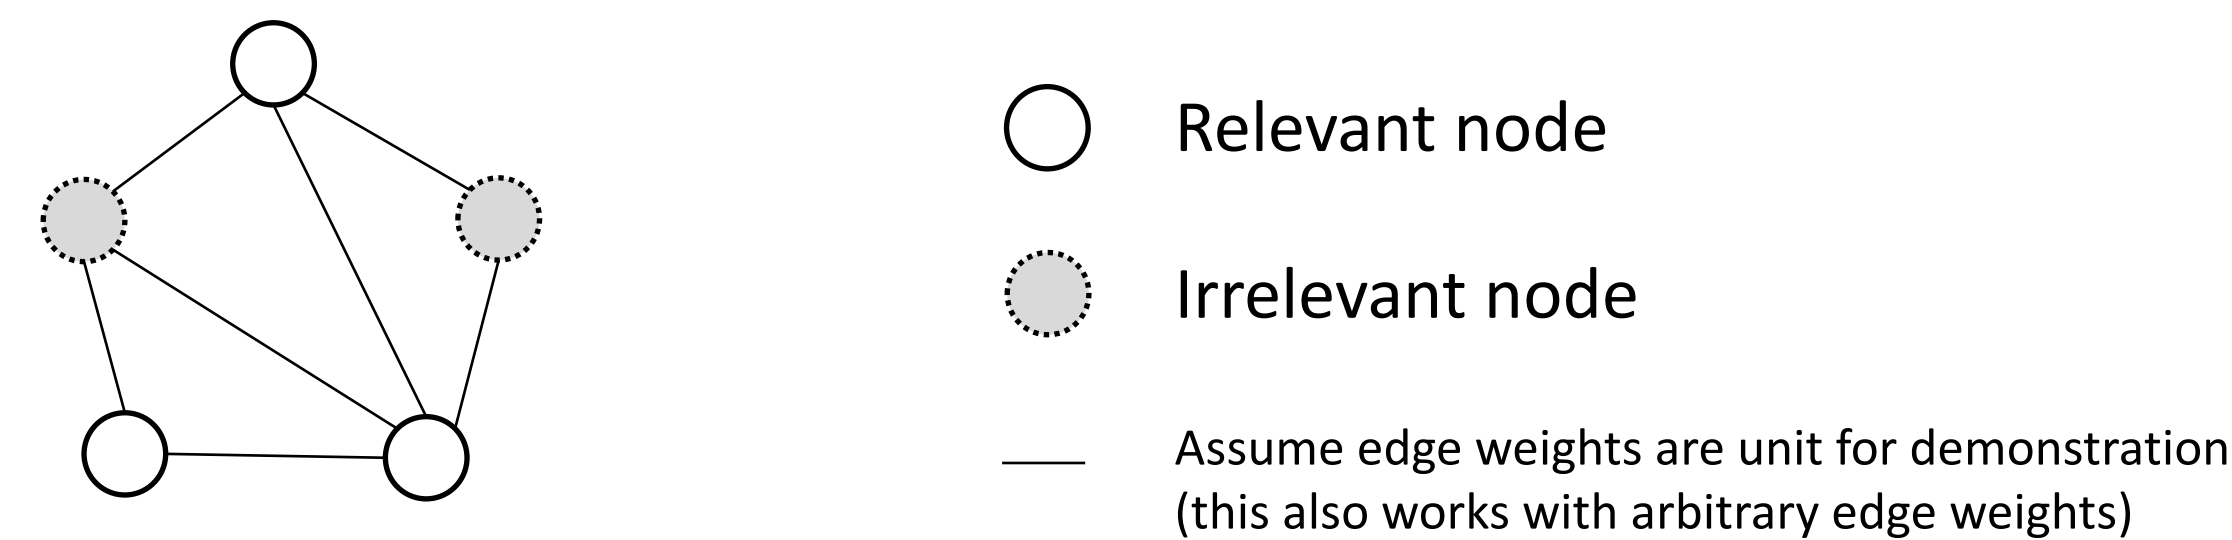 Relevant node
Irrelevant node
Assume edge weights are unit for demonstration
(this also works with arbitrary edge weights)